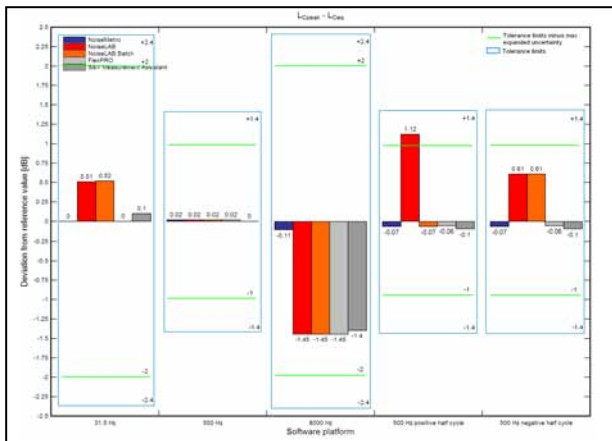 L_Cpeak - L_Ceq
NoiseMetric
NoiseLAB
NoiseLAB Batch
FlexPRO
S&V Measurement Assistant
Tolerance limits minus max
expanded uncertainty
Tolerance limits
Deviation from reference value [dB]
2.5
2.25
2
1.75
1.5
1.25
1
0.75
0.5
0.25
0
-0.25
-0.5
-0.75
-1
-1.25
-1.5
-1.75
-2
-2.25
-2.5
+2.4
+2
0
0.51
0.52
0
0.1
-2
-2.4
+1.4
+1
0.02 0.02 0.02 0.02 0
-1
-1.4
+2.4
+2
-0.11
-1.45 -1.45 -1.45 -1.4
-2
-2.4
+1.4
+1
1.12
-0.07 -0.07 -0.1
-1
-1.4
+1.4
+1
0.61 0.61
-0.07 -0.1
-1
-1.4
31.5 Hz
500 Hz
8000 Hz
500 Hz positive half cycle
500 Hz negative half cycle
Software platform